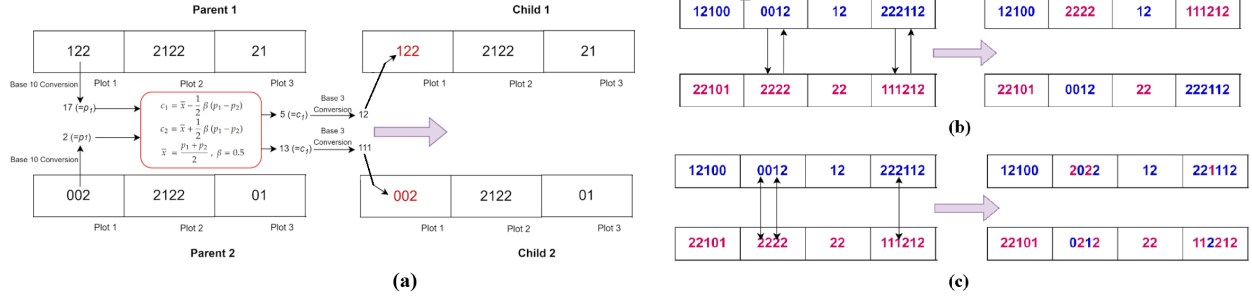 Parent 1
Child 1
122 2122 21
122 2122 21
Plot 1 Plot 2 Plot 3
Plot 1 Plot 2 Plot 3
Base 10 Conversion
17 (=p₁)
c₁ = x̄ − 1/2 β (p₁ − p₂)
c₂ = x̄ + 1/2 β (p₁ − p₂)
x̄ = (p₁ + p₂)/2 , β = 0.5
5 (=c₁)
Base 3
Conversion
12
2 (=p1)
13 (=c₁)
Base 3
Conversion
111
Base 10 Conversion
002 2122 01
002 2122 01
Plot 1 Plot 2 Plot 3
Plot 1 Plot 2 Plot 3
Parent 2
Child 2
(a)
12100 0012 12 222112
12100 2222 12 111212
22101 2222 22 111212
22101 0012 22 222112
(b)
12100 0012 12 222112
12100 2022 12 221112
22101 2222 22 111212
22101 0212 22 112212
(c)